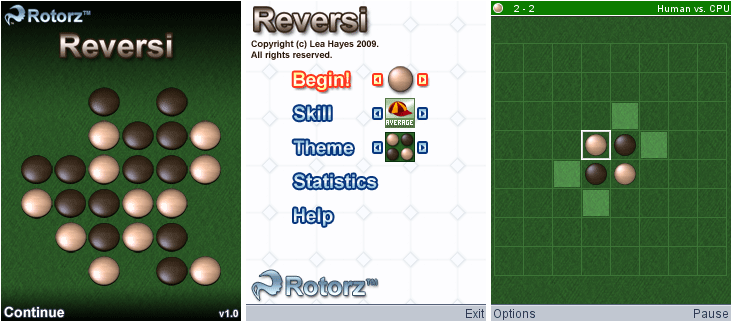 Rotorz™
Reversi
Continue
v1.0
Reversi
Copyright (c) Lea Hayes 2009.
All rights reserved.
Begin!
Skill
AVERAGE
Theme
Statistics
Help
Rotorz™
Exit
2 - 2
Human vs. CPU
Options
Pause